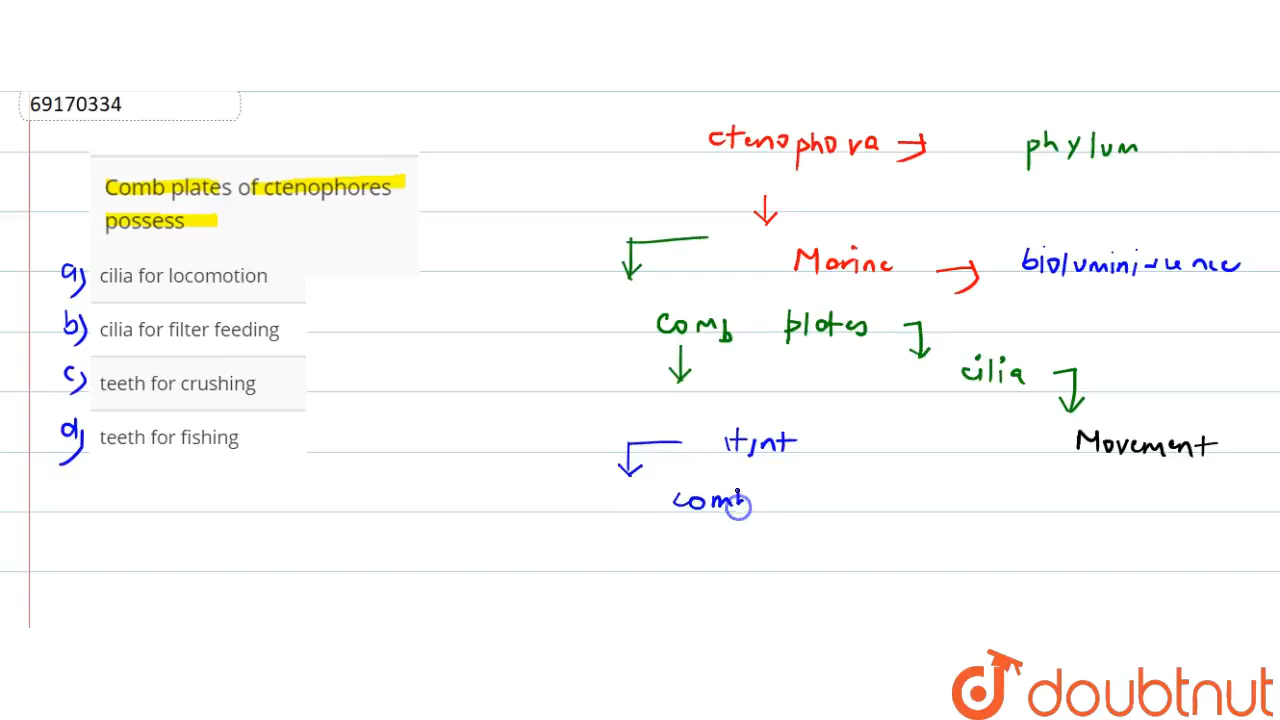 69170334
Comb plates of ctenophores
possess
a) cilia for locomotion
b) cilia for filter feeding
c) teeth for crushing
d) teeth for fishing
ctenophora → phylum
Marine →
comb plates
cilia
Movement
comb
doubtnut